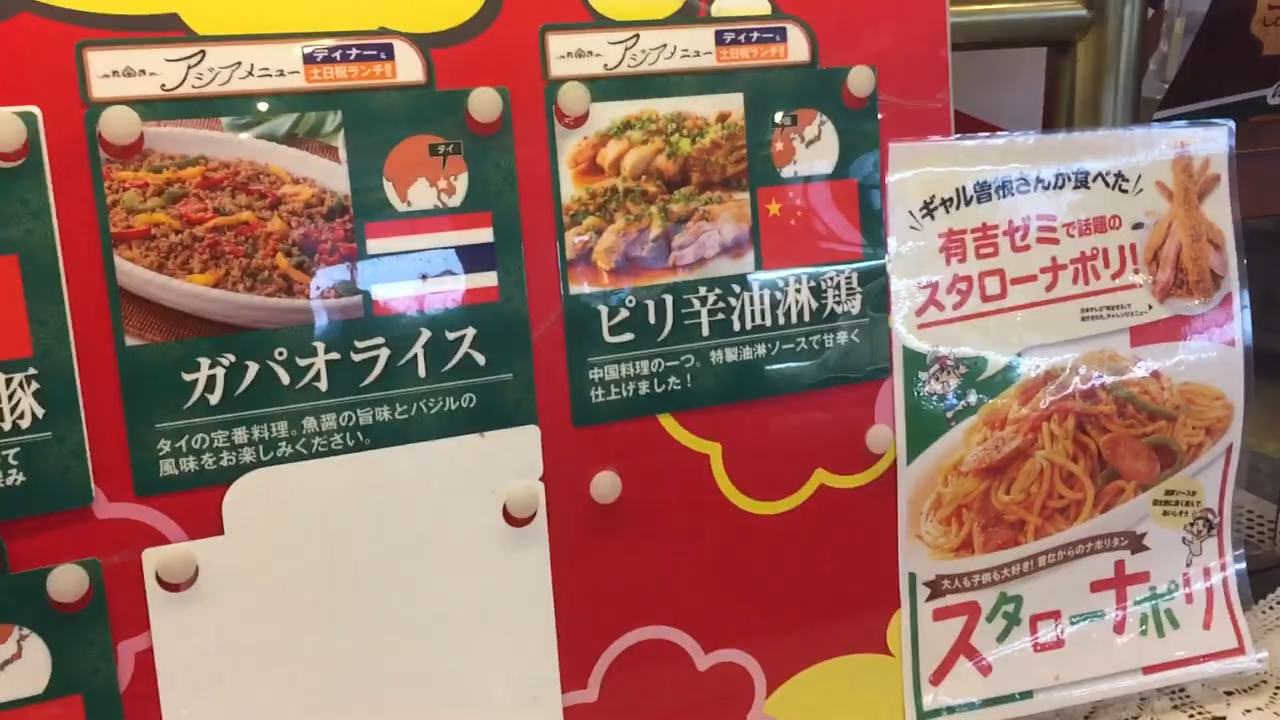 アジアメニュー
ディナー&
土日祝ランチ限定
タイ
ガパオライス
タイの定番料理。魚醤の旨味とバジルの
風味をお楽しみください。
アジアメニュー
ディナー&
土日祝ランチ限定
ピリ辛油淋鶏
中国料理の一つ。特製油淋ソースで甘辛く
仕上げました！
豚
ギャル曽根さんが食べた
有吉ゼミで話題の
スタローナポリ!
大人も子供も大好き! 昔ながらのナポリタン
スタローナポリ